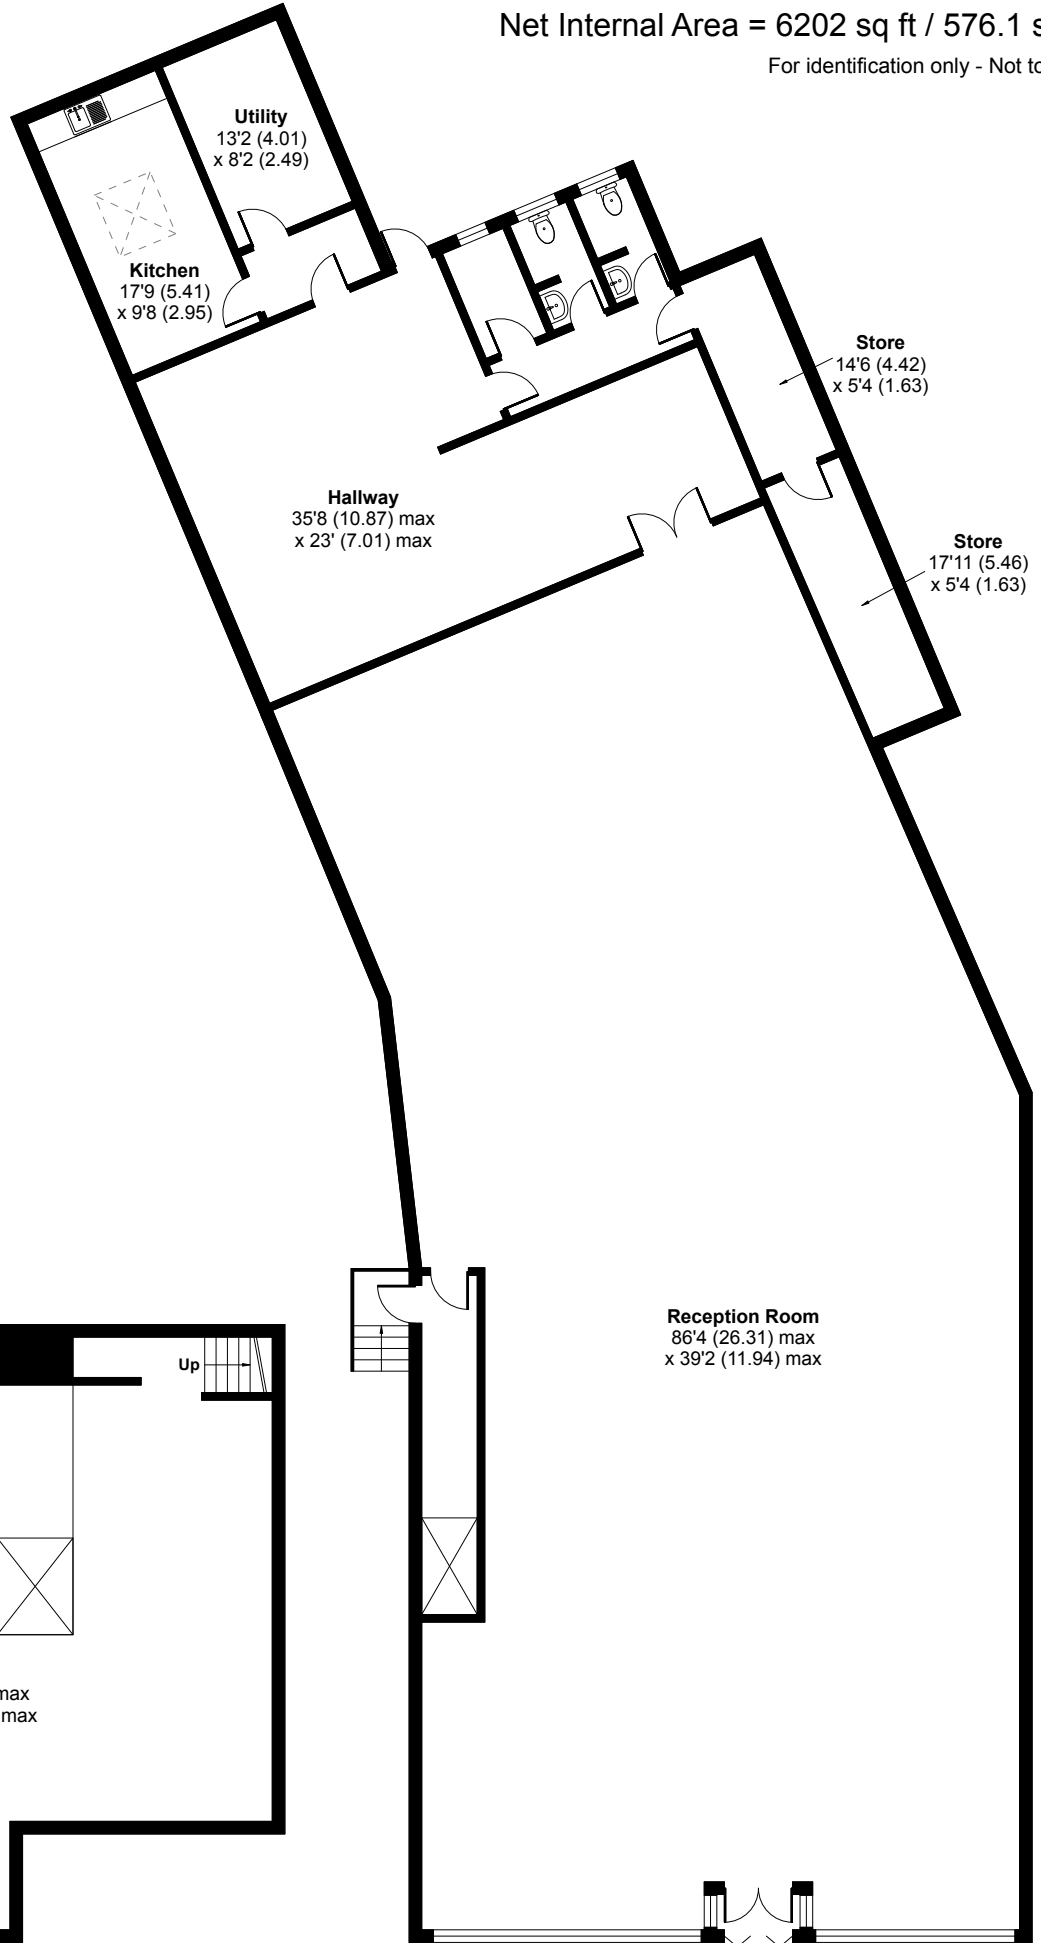 Net Internal Area = 6202 sq ft / 576.1 s
For identification only - Not to
Utility
13'2 (4.01)
x 8'2 (2.49)
Kitchen
17'9 (5.41)
x 9'8 (2.95)
Store
14'6 (4.42)
x 5'4 (1.63)
Hallway
35'8 (10.87) max
x 23' (7.01) max
Store
17'11 (5.46)
x 5'4 (1.63)
Reception Room
86'4 (26.31) max
x 39'2 (11.94) max
Up
max
max